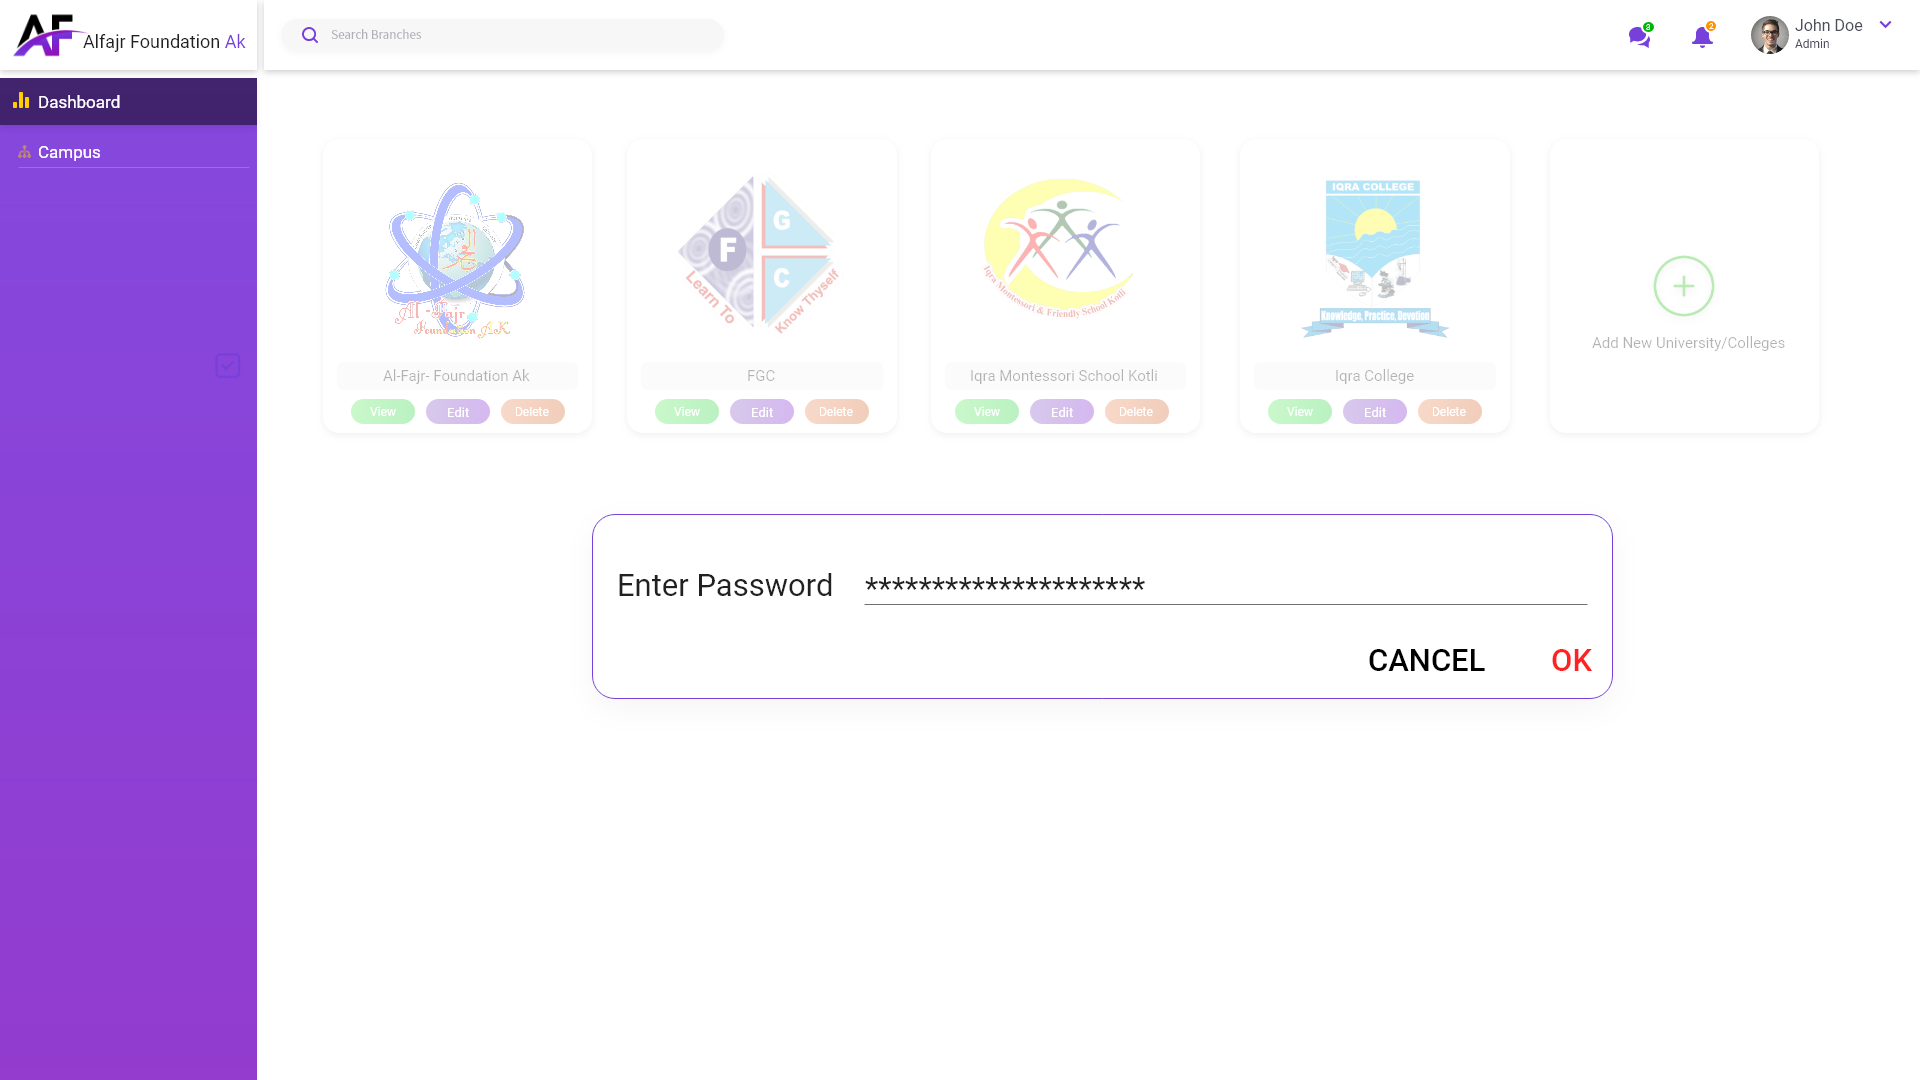 AF Alfajr Foundation Ak
Search Branches
3
2
John Doe
Admin
Dashboard
Campus
Al-Fajr
Foundation AK
F
G
C
Learn To
Know Thyself
Iqra Montessori & Friendly School Kotli
IQRA COLLEGE
Knowledge, Practice, Devotion
Add New University/Colleges
Al-Fajr- Foundation Ak
FGC
Iqra Montessori School Kotli
Iqra College
View Edit Delete
View Edit Delete
View Edit Delete
View Edit Delete
Enter Password *********************
CANCEL OK